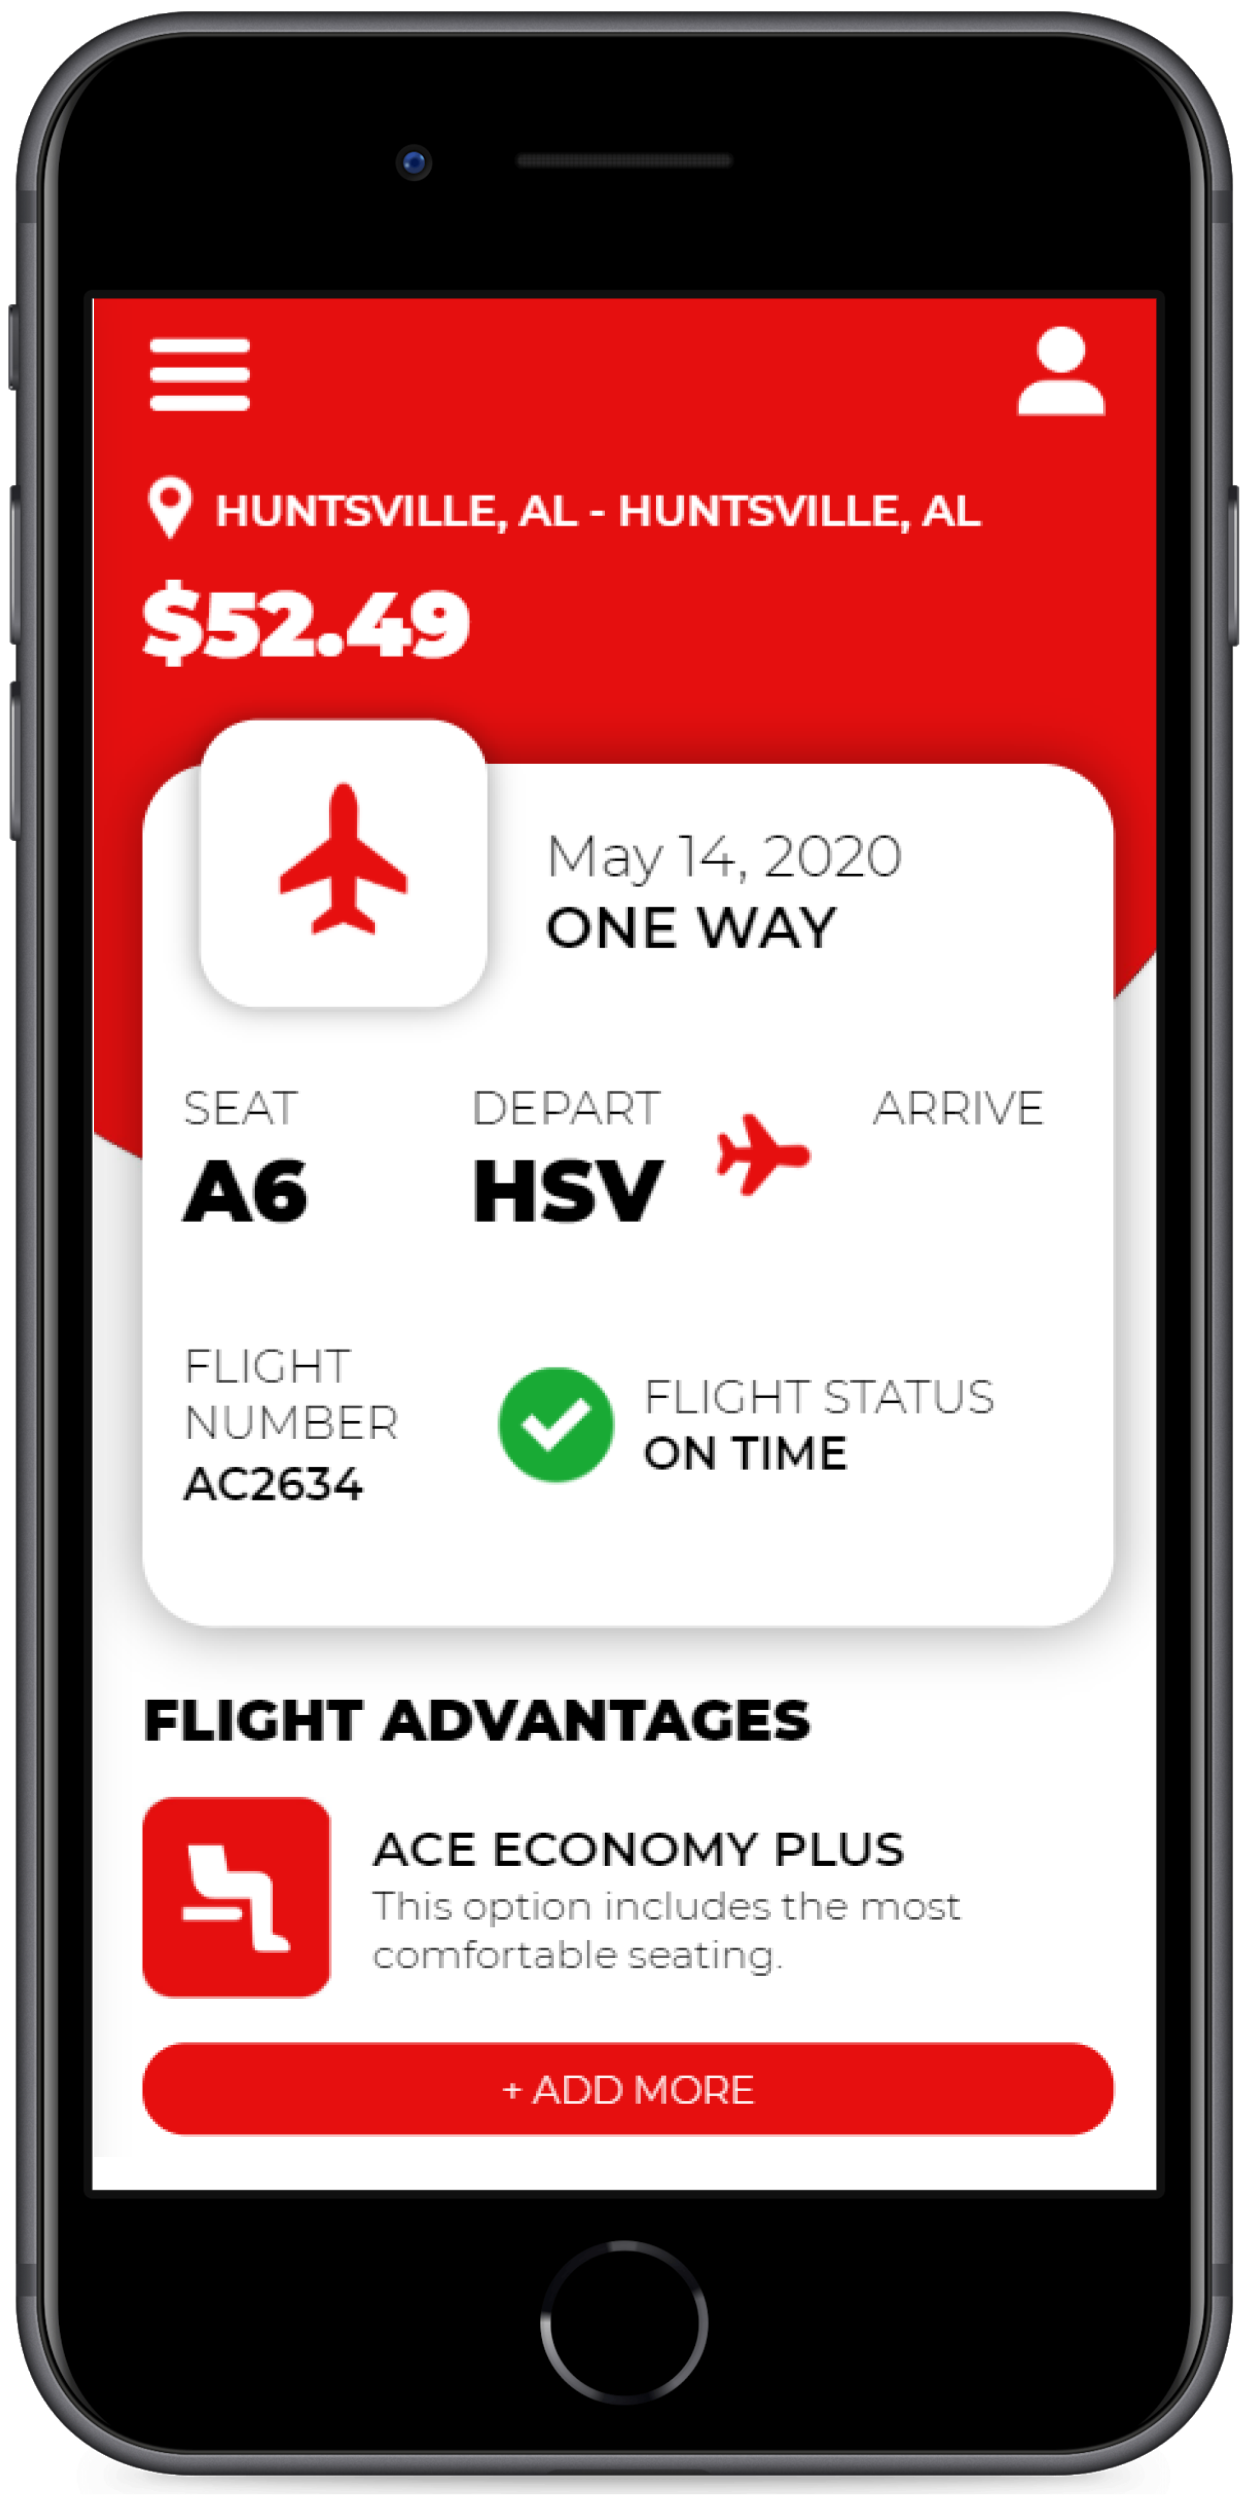 HUNTSVILLE, AL - HUNTSVILLE, AL
$52.49
May 14, 2020
ONE WAY
SEAT
A6
DEPART
HSV
ARRIVE
FLIGHT
NUMBER
AC2634
FLIGHT STATUS
ON TIME
FLIGHT ADVANTAGES
ACE ECONOMY PLUS
This option includes the most
comfortable seating.
+ ADD MORE